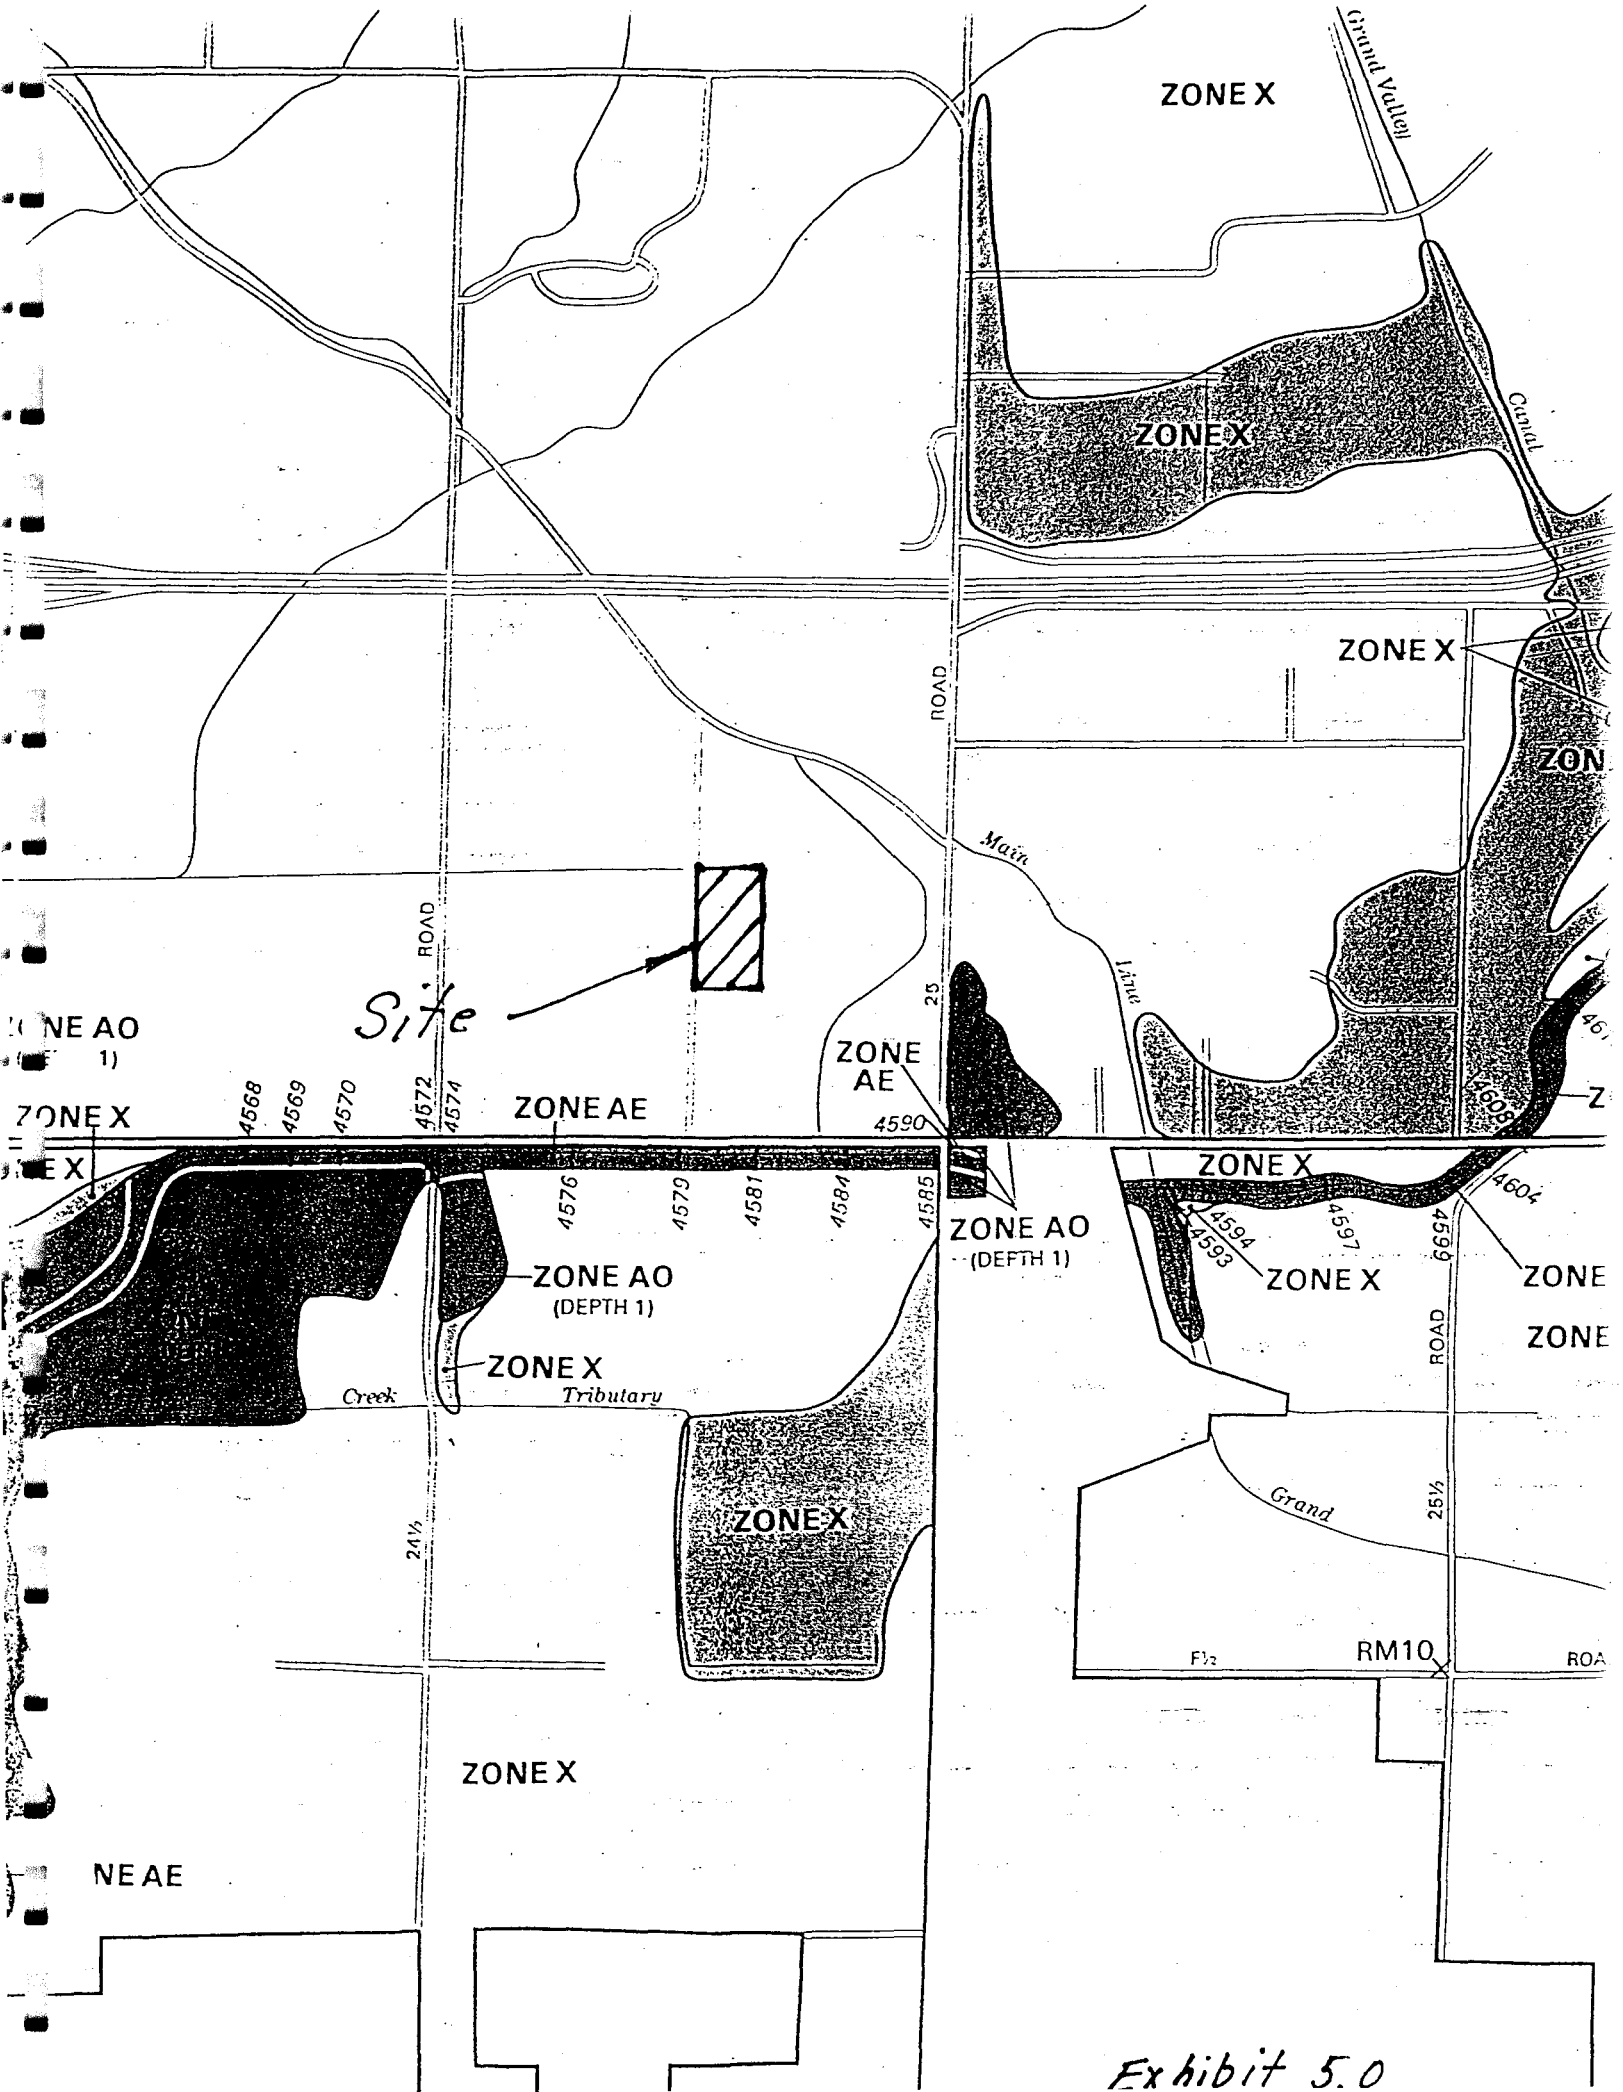 Grand Valley
ZONE X
Canal
ZONE X
ZONE X
ROAD
ZON
Main
ROAD
Line
25
Site
NE AO
1)
ZONE
AE
4568
4569
4570
4572
4574
ZONE AE
4590
4608
ZONE X
Z
E X
ZONE X
4576
4579
4581
4584
4585
ZONE AO
(DEPTH 1)
4594
4593
4597
4599
4604
ZONE X
ZONE
ZONE AO
(DEPTH 1)
ROAD
ZONE
ZONE X
Creek
Tributary
ZONE X
Grand
25½
24½
F½
RM10
ROA
ZONE X
NE AE
Exhibit 5.0